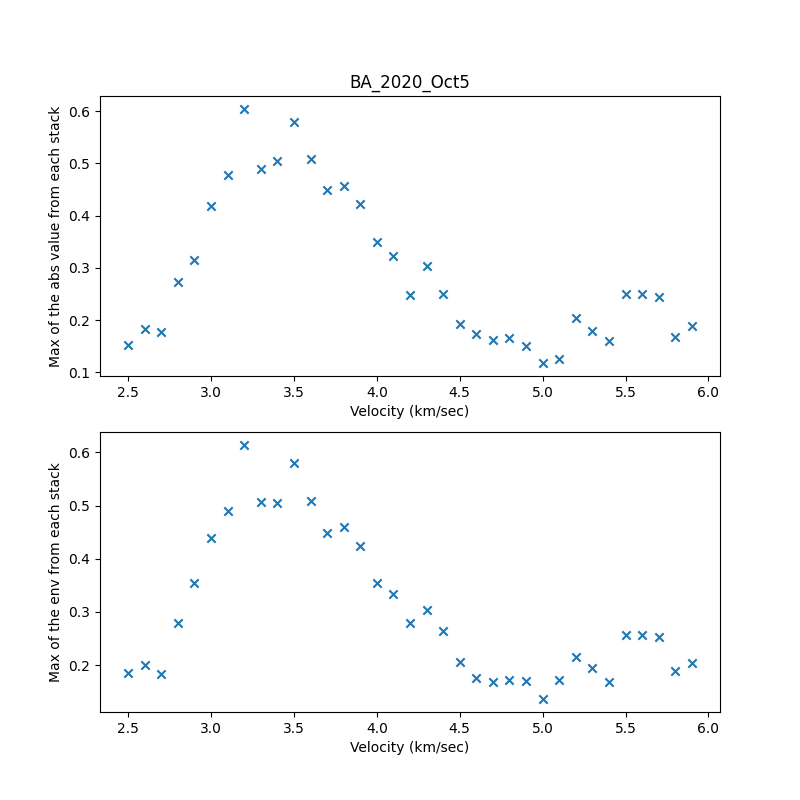 BA_2020_Oct5
Max of the abs value from each stack
0.6
0.5
0.4
0.3
0.2
0.1
2.5 3.0 3.5 4.0 4.5 5.0 5.5 6.0
Velocity (km/sec)
Max of the env from each stack
0.6
0.5
0.4
0.3
0.2
2.5 3.0 3.5 4.0 4.5 5.0 5.5 6.0
Velocity (km/sec)